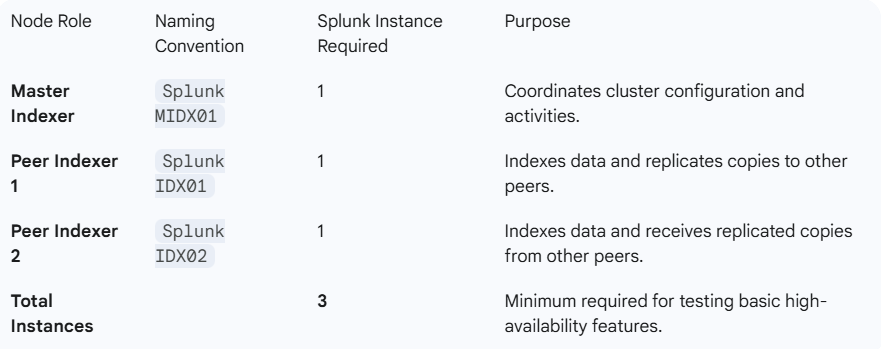 Node Role
Naming
Convention
Splunk Instance
Required
Purpose
Master
Indexer
Splunk
MIDX01
1
Coordinates cluster configuration and
activities.
Peer Indexer
1
Splunk
IDX01
1
Indexes data and replicates copies to other
peers.
Peer Indexer
2
Splunk
IDX02
1
Indexes data and receives replicated copies
from other peers.
Total
Instances
3
Minimum required for testing basic high-
availability features.